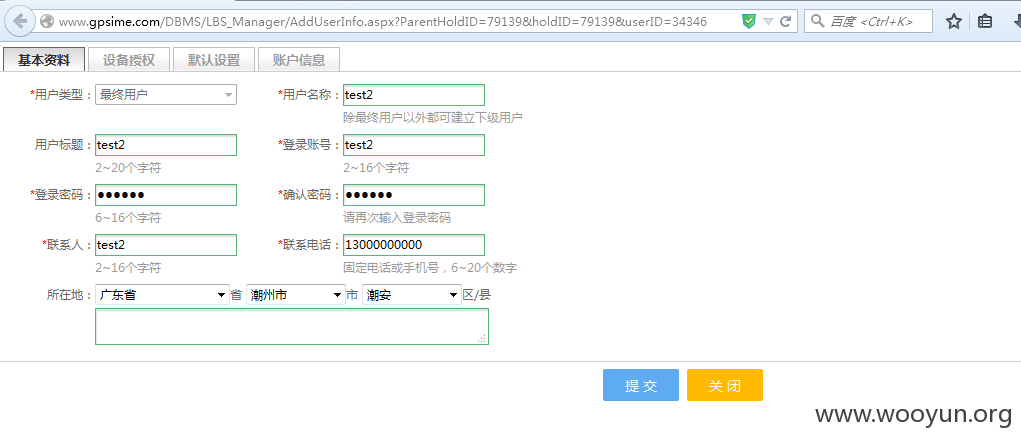 www.gpsime.com/DBMS/LBS_Manager/AddUserInfo.aspx?ParentHoldID=79139&holdID=79139&userID=34346 百度 <Ctrl+K>
基本资料 设备授权 默认设置 账户信息
*用户类型： 最终用户 *用户名称： test2
除最终用户以外都可建立下级用户
用户标题： test2 *登录账号： test2
2~20个字符 2~16个字符
*登录密码： ●●●●●● *确认密码： ●●●●●●
6~16个字符 请再次输入登录密码
*联系人： test2 *联系电话： 13000000000
2~16个字符 固定电话或手机号，6~20个数字
所在地： 广东省 省 潮州市 市 潮安 区/县
提 交 关 闭
www.wooyun.org